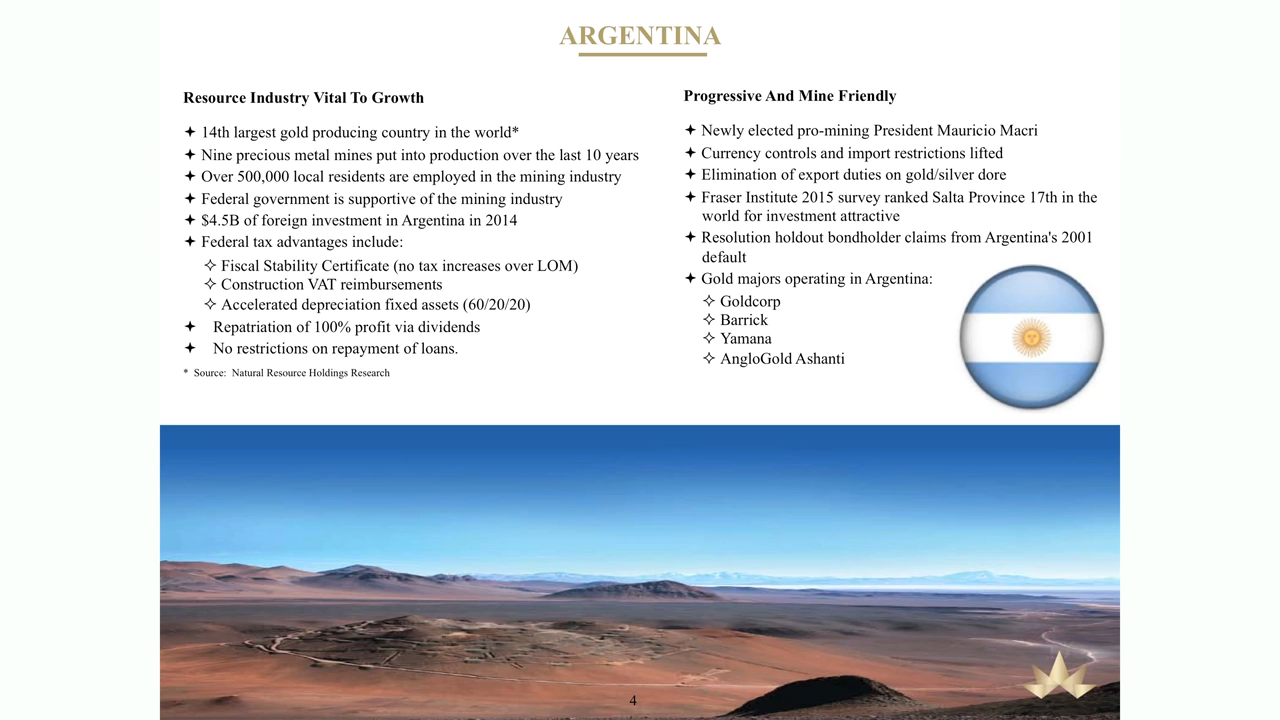 ARGENTINA
Resource Industry Vital To Growth
✦ 14th largest gold producing country in the world*
✦ Nine precious metal mines put into production over the last 10 years
✦ Over 500,000 local residents are employed in the mining industry
✦ Federal government is supportive of the mining industry
✦ $4.5B of foreign investment in Argentina in 2014
✦ Federal tax advantages include:
✧ Fiscal Stability Certificate (no tax increases over LOM)
✧ Construction VAT reimbursements
✧ Accelerated depreciation fixed assets (60/20/20)
✦ Repatriation of 100% profit via dividends
✦ No restrictions on repayment of loans.
* Source: Natural Resource Holdings Research
Progressive And Mine Friendly
✦ Newly elected pro-mining President Mauricio Macri
✦ Currency controls and import restrictions lifted
✦ Elimination of export duties on gold/silver dore
✦ Fraser Institute 2015 survey ranked Salta Province 17th in the
world for investment attractive
✦ Resolution holdout bondholder claims from Argentina's 2001
default
✦ Gold majors operating in Argentina:
✧ Goldcorp
✧ Barrick
✧ Yamana
✧ AngloGold Ashanti
4